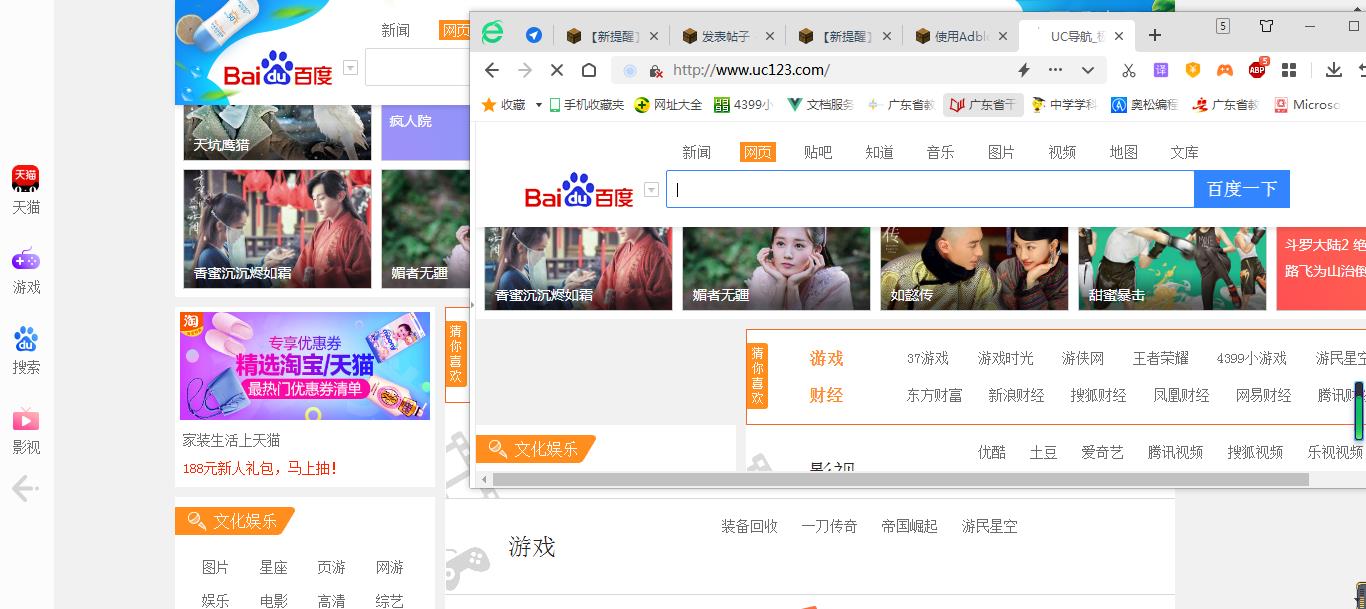 天猫
游戏
搜索
影视
新闻
网页
Bai du 百度
天坑鹰猎
疯人院
香蜜沉沉烬如霜
媚者无疆
淘
专享优惠券
精选淘宝/天猫
最热门优惠券清单
家装生活上天猫
188元新人礼包，马上抽！
猜你喜欢
文化娱乐
图片 星座 页游 网游
娱乐 电影 高清 综艺
游戏
装备回收 一刀传奇 帝国崛起 游民星空
【新提醒】
发表帖子 -
【新提醒】
使用Adbl
UC导航_
5
http://www.uc123.com/
译
ABP
5
收藏 手机收藏夹 网址大全 4399小 文档服务 广东省教 广东省干 中学学科 奥松编程 广东省教 Microso
新闻 网页 贴吧 知道 音乐 图片 视频 地图 文库
Bai du 百度
百度一下
香蜜沉沉烬如霜
媚者无疆
如懿传
甜蜜暴击
斗罗大陆2 绝
路飞为山治倒
猜你喜欢
游戏 37游戏 游戏时光 游侠网 王者荣耀 4399小游戏 游民星空
财经 东方财富 新浪财经 搜狐财经 凤凰财经 网易财经 腾讯财
文化娱乐
影视
优酷 土豆 爱奇艺 腾讯视频 搜狐视频 乐视视频